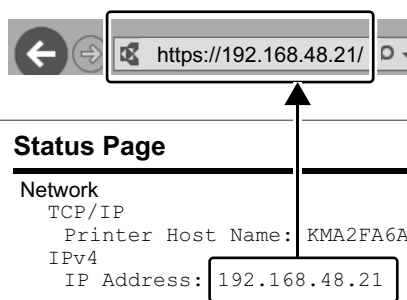 https://192.168.48.21/
Status Page
Network
TCP/IP
Printer Host Name: KMA2FA6A
IPv4
IP Address: 192.168.48.21